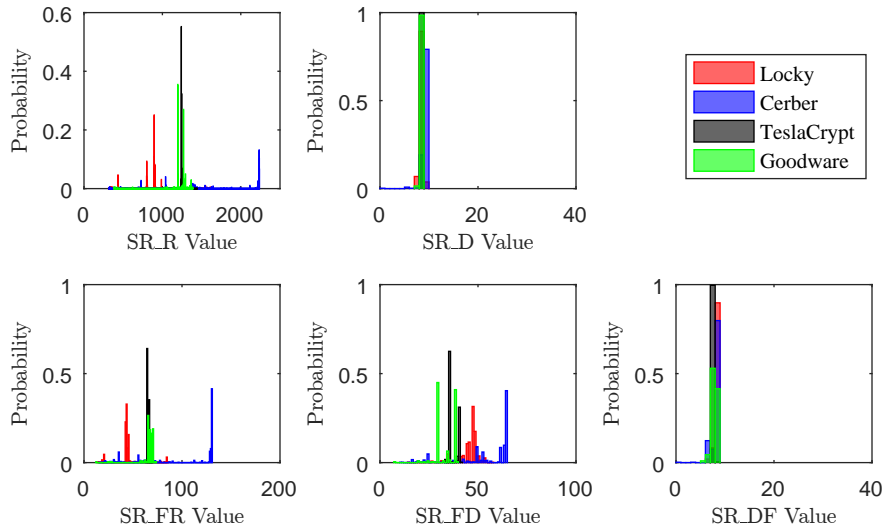 0.6
0.4
0.2
0
Probability
1000
2000
SR_R Value
1
0.5
0
Probability
0
20
40
SR_D Value
Locky
Cerber
TeslaCrypt
Goodware
1
0.5
0
Probability
0
100
200
SR_FR Value
1
0.5
0
Probability
0
50
100
SR_FD Value
1
0.5
0
Probability
0
20
40
SR_DF Value